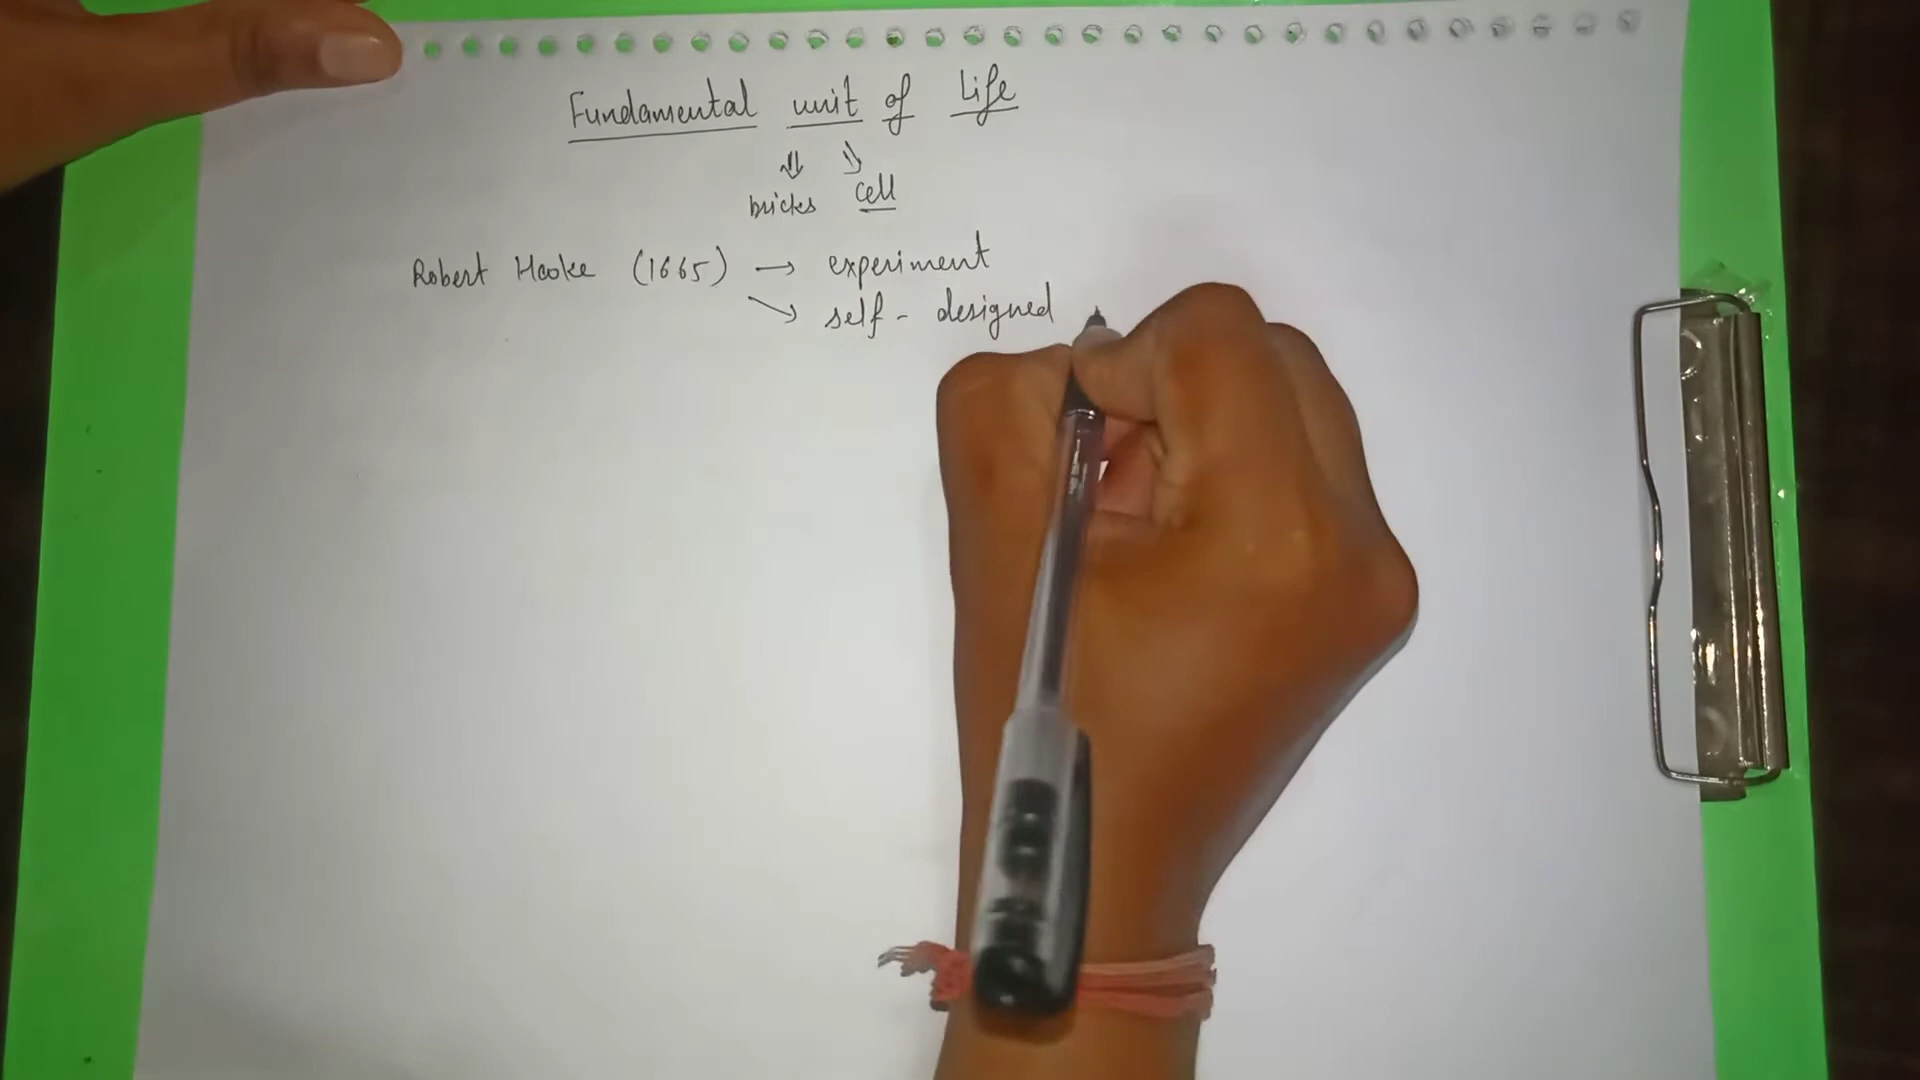 Fundamental unit of Life
⇓ ⇘
bricks cell
Robert Hooke (1665) → experiment
↘ self - designed